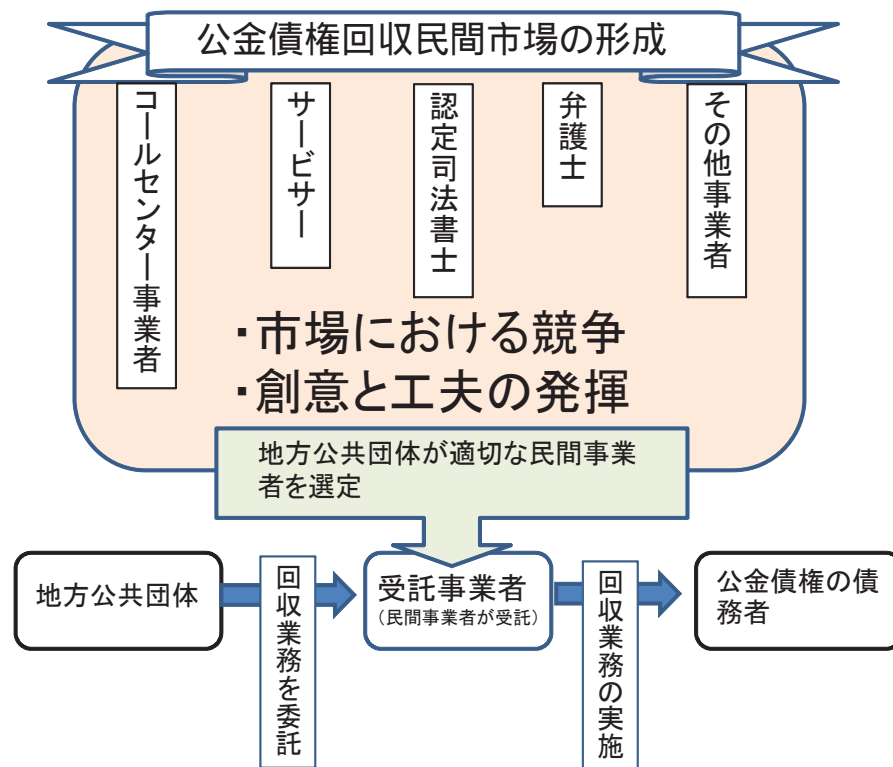 公金債権回収民間市場の形成
コールセンター事業者
サービサー
認定司法書士
弁護士
その他事業者
・市場における競争
・創意と工夫の発揮
地方公共団体が適切な民間事業
者を選定
地方公共団体
回収業務を委託
受託事業者
（民間事業者が受託）
回収業務の実施
公金債権の債
務者